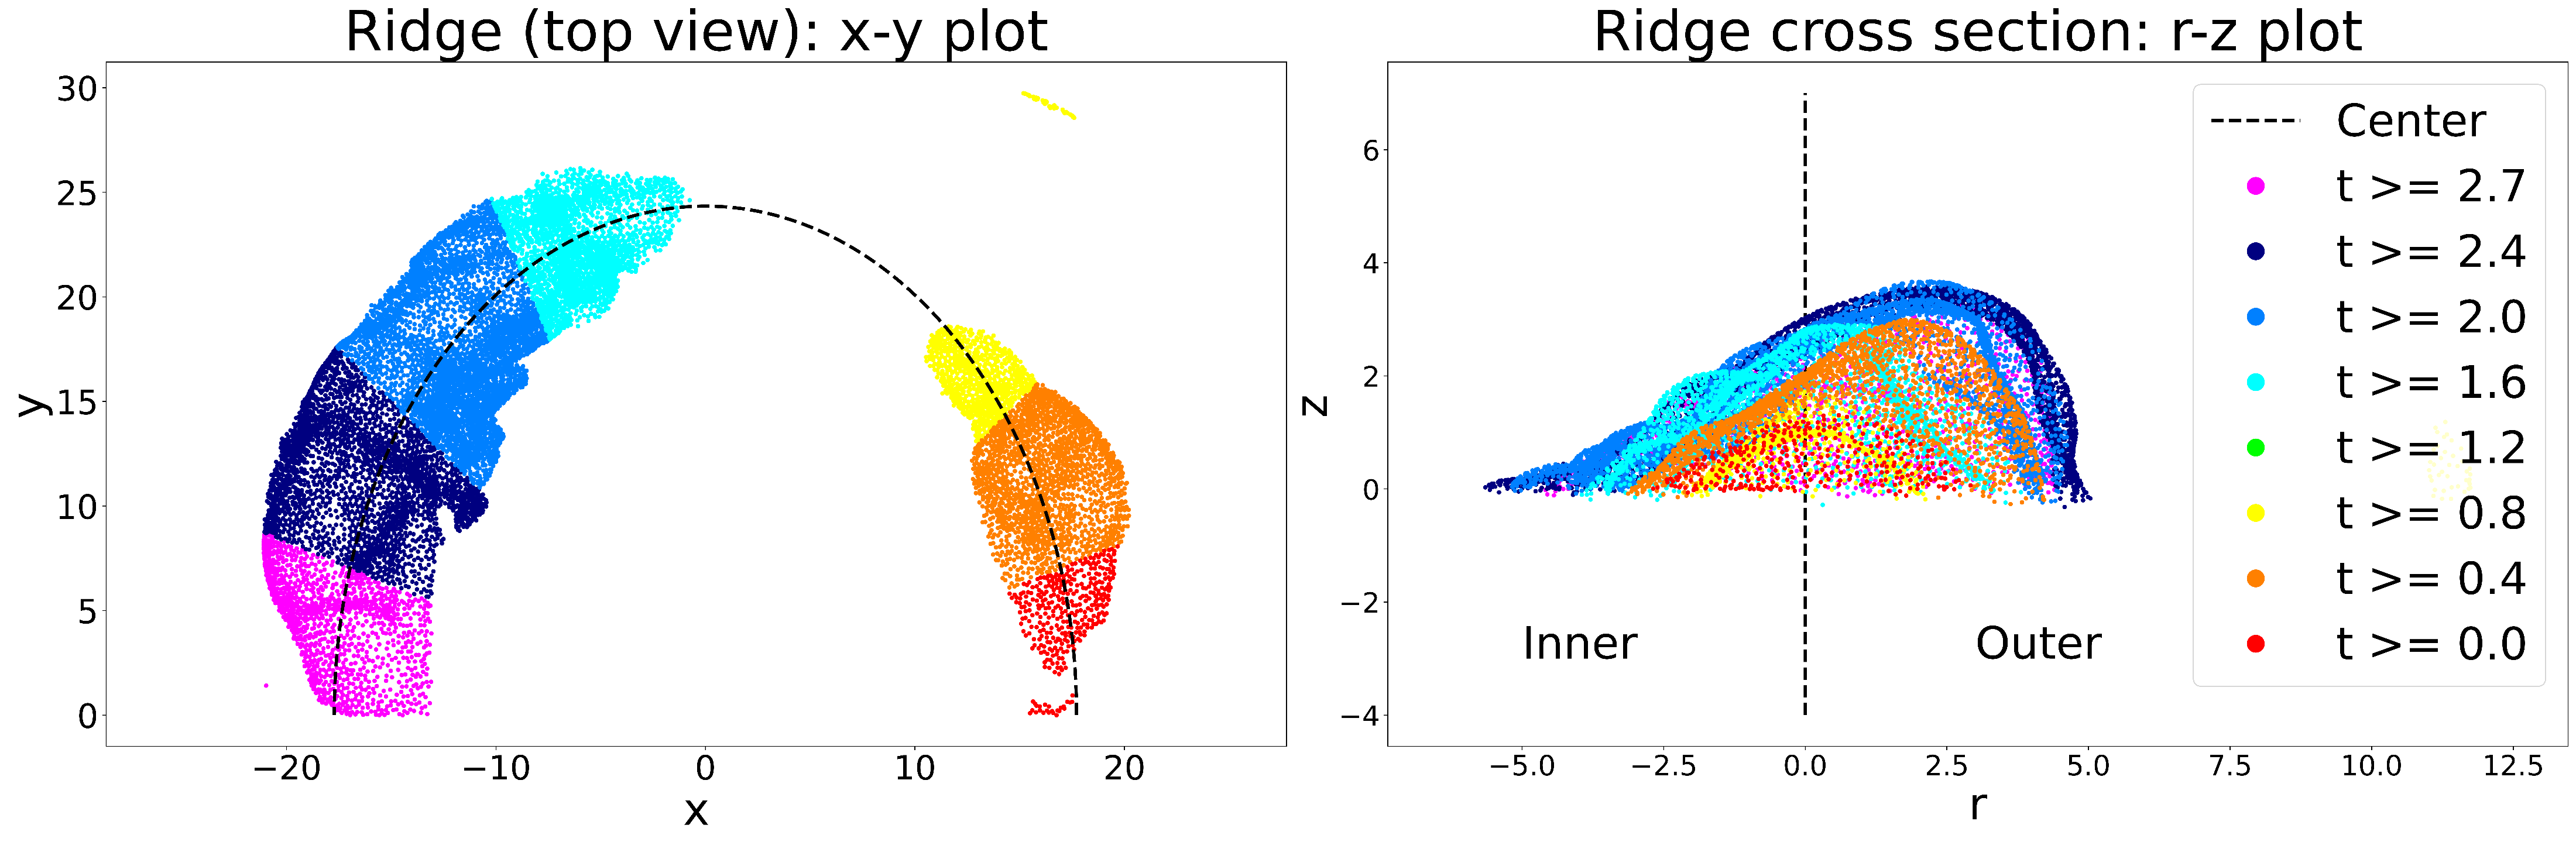 Ridge (top view): x-y plot
30
25
20
15
10
5
0
y
−20
−10
0
10
20
x
Ridge cross section: r-z plot
6
4
2
0
−2
−4
z
Inner
Outer
−5.0
−2.5
0.0
2.5
5.0
7.5
10.0
12.5
r
Center
t >= 2.7
t >= 2.4
t >= 2.0
t >= 1.6
t >= 1.2
t >= 0.8
t >= 0.4
t >= 0.0